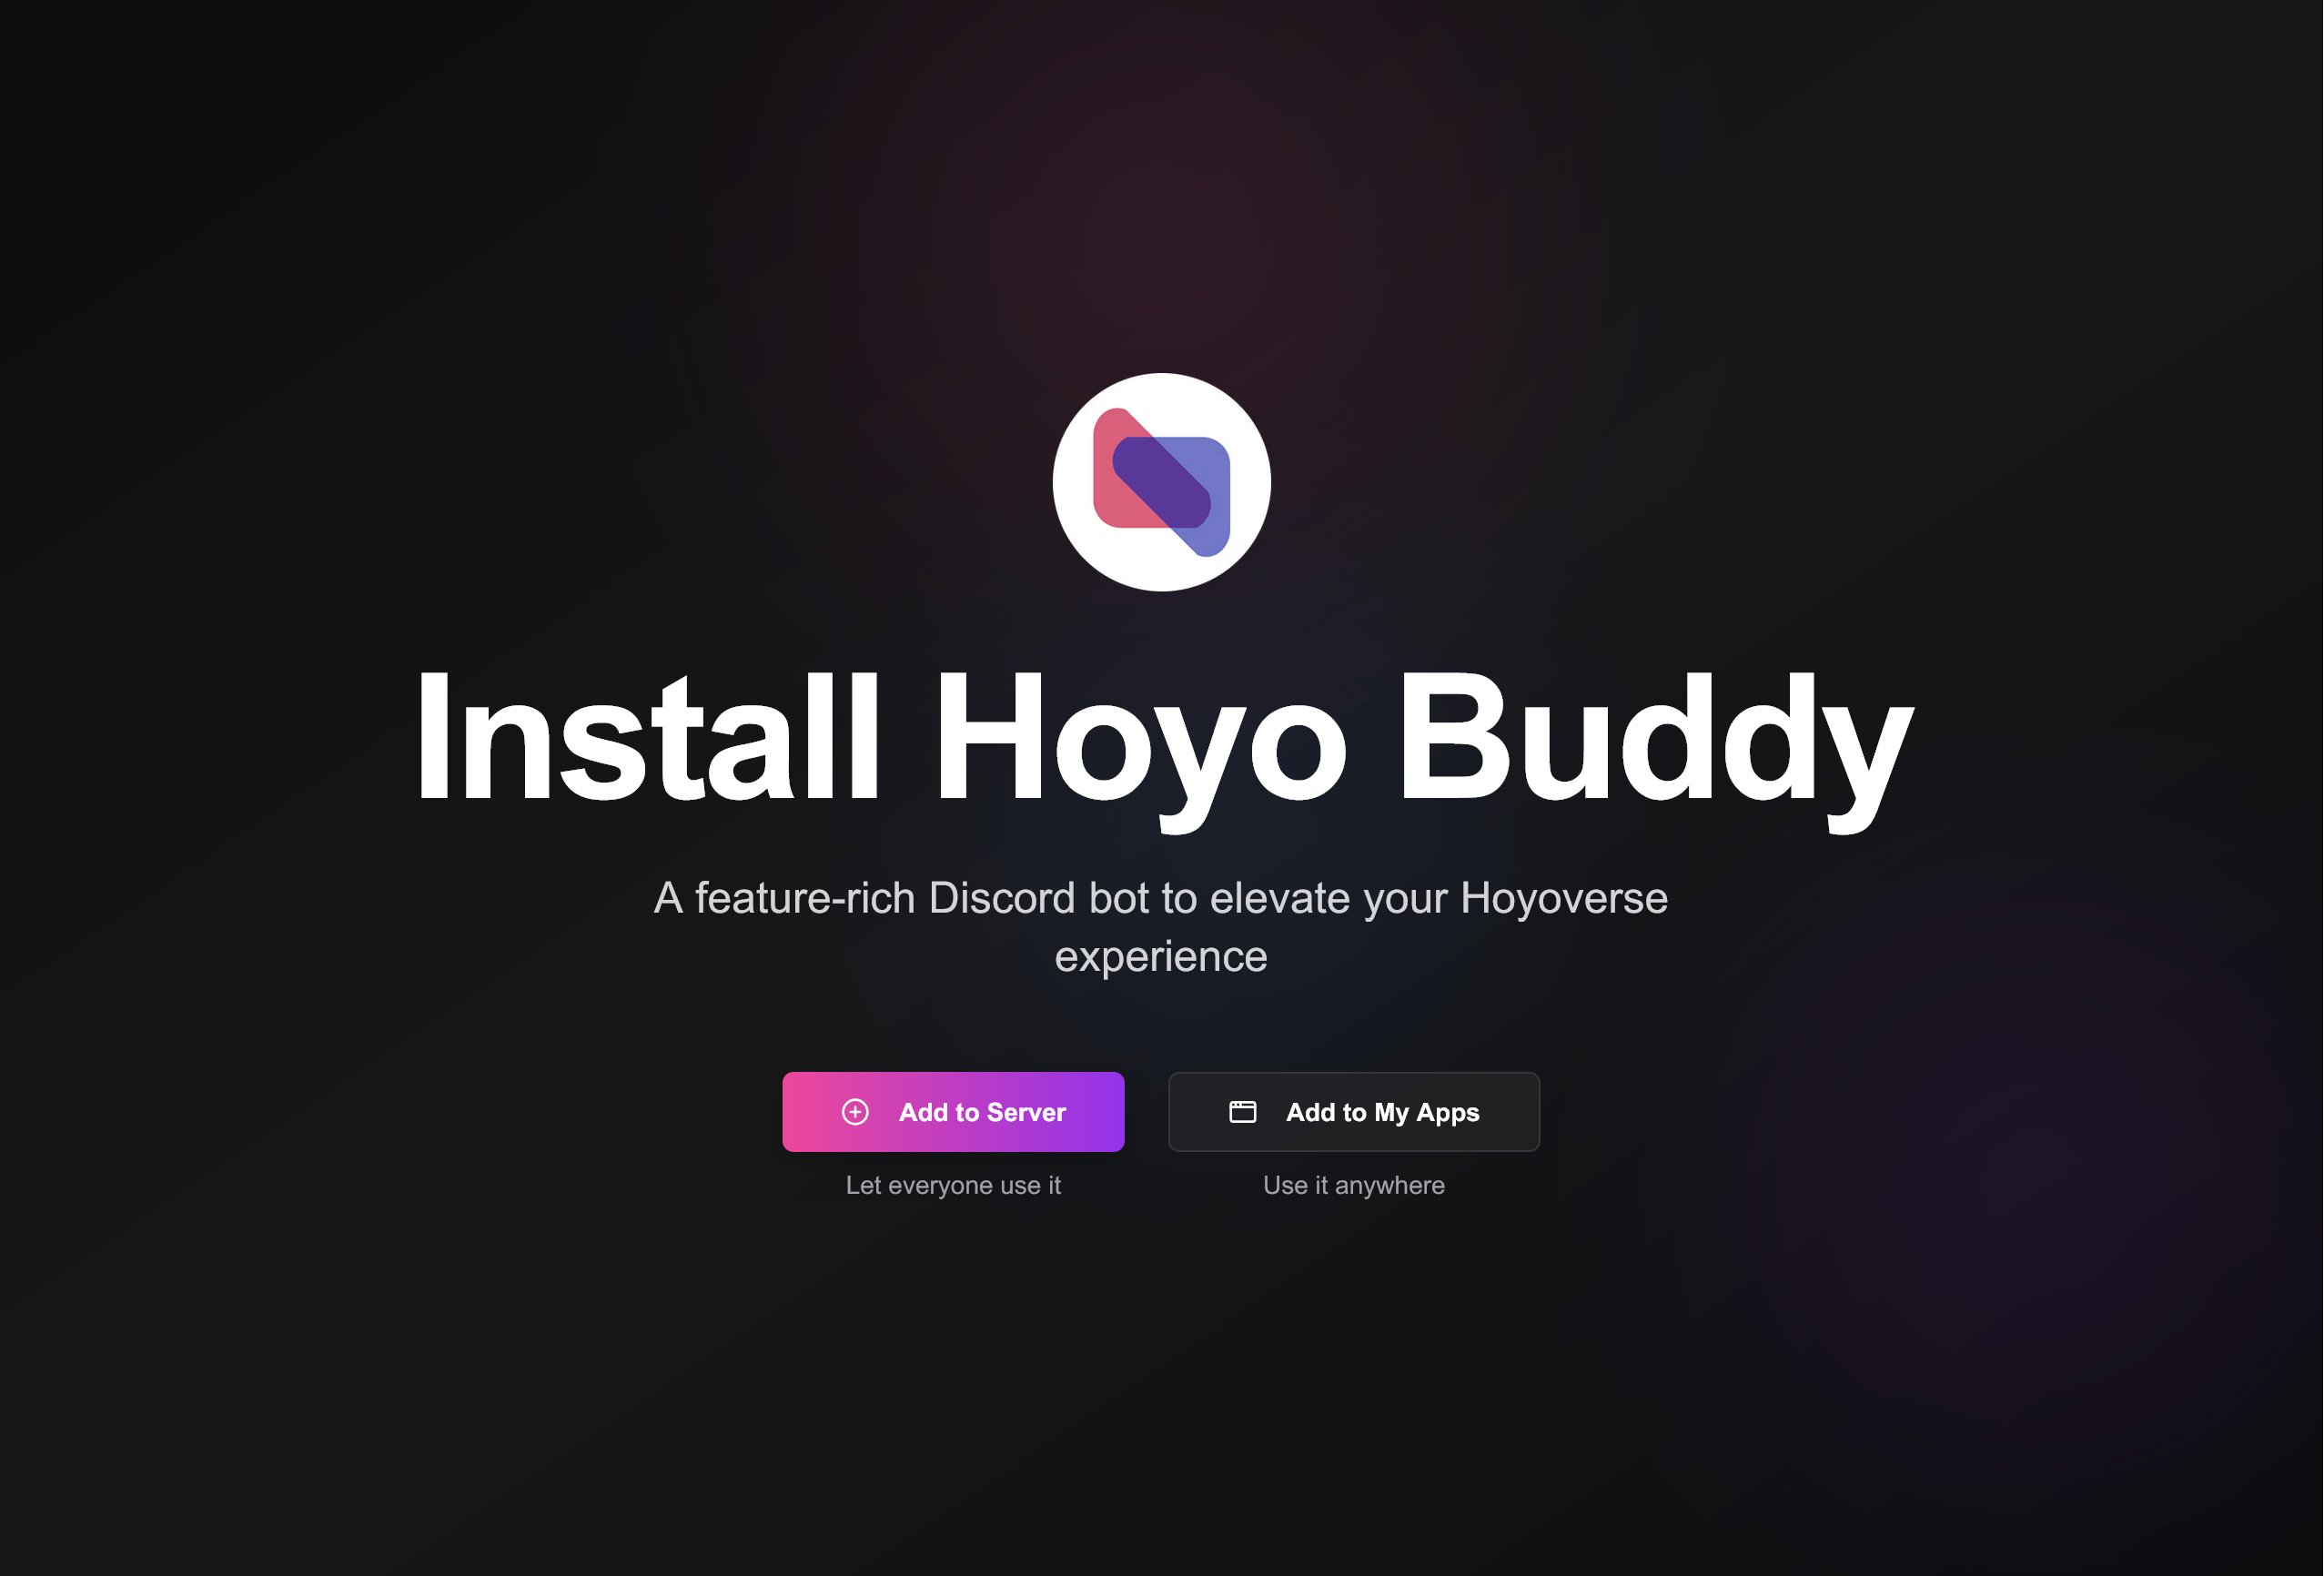 Install Hoyo Buddy
A feature-rich Discord bot to elevate your Hoyoverse
experience
Add to Server
Add to My Apps
Let everyone use it
Use it anywhere